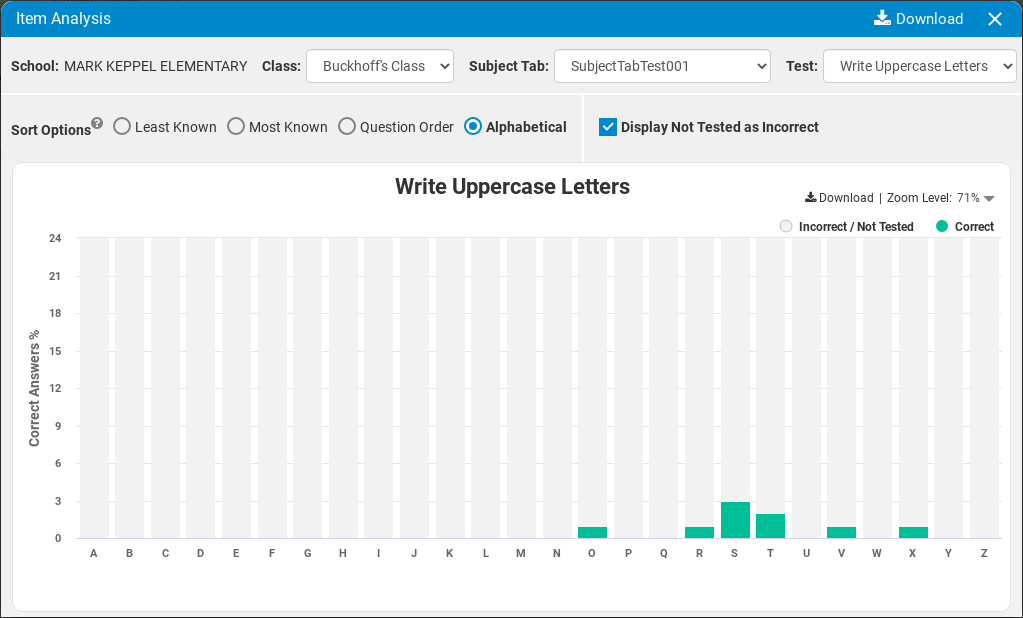 Item Analysis Download
School: MARK KEPPEL ELEMENTARY Class: Buckhoff's Class Subject Tab: SubjectTabTest001 Test: Write Uppercase Letters
Sort Options ? Least Known Most Known Question Order Alphabetical Display Not Tested as Incorrect
Write Uppercase Letters
Download | Zoom Level: 71%
Incorrect / Not Tested Correct
Correct Answers %
24
21
18
15
12
9
6
3
0
A B C D E F G H I J K L M N O P Q R S T U V W X Y Z